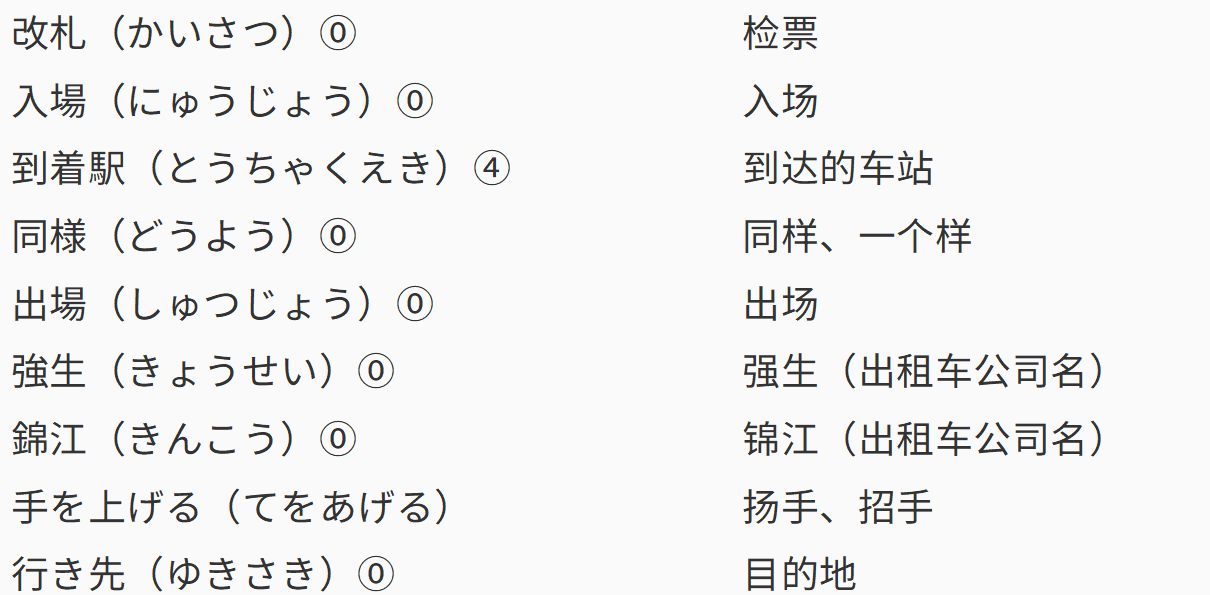 改札（かいさつ）⓪ 检票
入場（にゅうじょう）⓪ 入场
到着駅（とうちゃくえき）④ 到达的车站
同様（どうよう）⓪ 同样、一个样
出場（しゅつじょう）⓪ 出场
強生（きょうせい）⓪ 强生（出租车公司名）
錦江（きんこう）⓪ 锦江（出租车公司名）
手を上げる（てをあげる） 扬手、招手
行き先（ゆきさき）⓪ 目的地